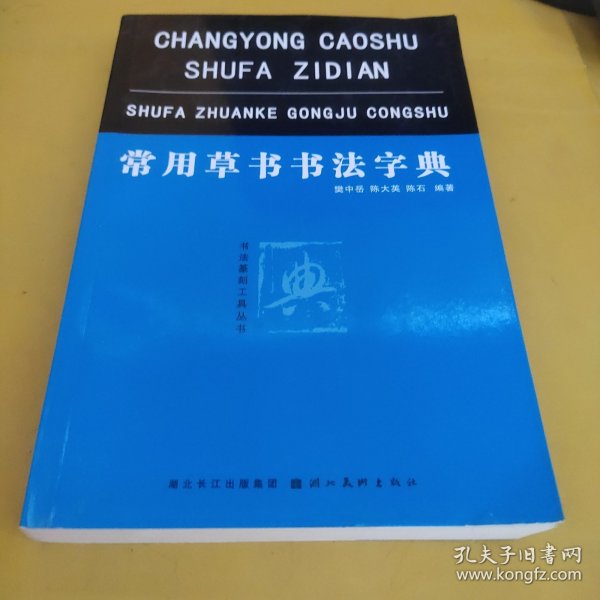 CHANGYONG CAOSHU
SHUFA ZIDIAN
SHUFA ZHUANKE GONGJU CONGSHU
常用草书书法字典
樊中岳 陈大英 陈石 编著
书法篆刻工具丛书
典
湖北长江出版集团 湖北美术出版社
孔夫子旧书网
www.kongfz.com